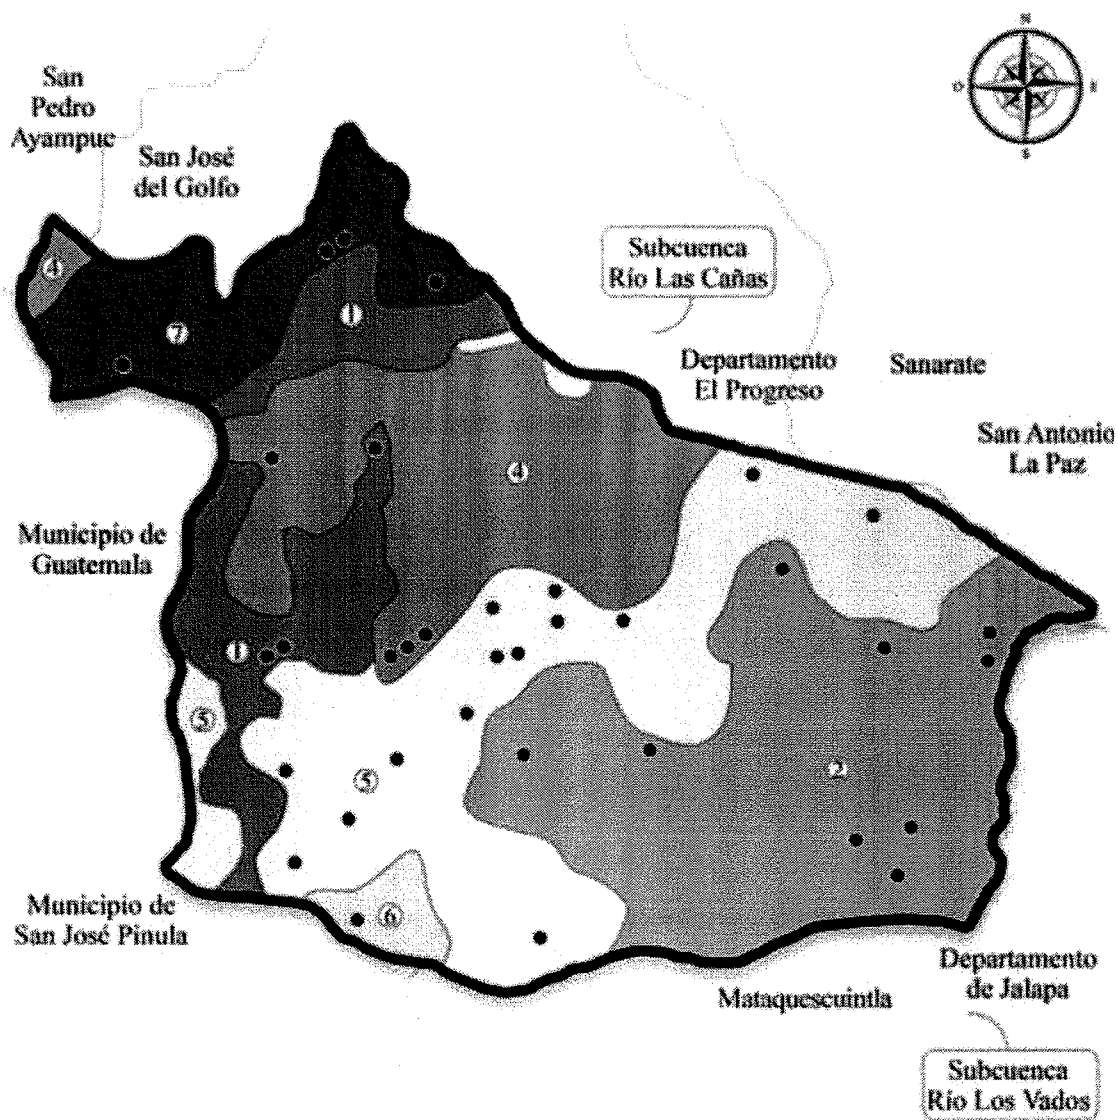 N
O
E
S
San
Pedro
Ayampuc
San José
del Golfo
4
Subcuenca
Río Las Cañas
7
1
Departamento
El Progreso
Sanarate
San Antonio
La Paz
4
Municipio de
Guatemala
1
5
5
2
6
Municipio de
San José Pinula
Departamento
de Jalapa
Mataquescuintla
Subcuenca
Río Los Vados